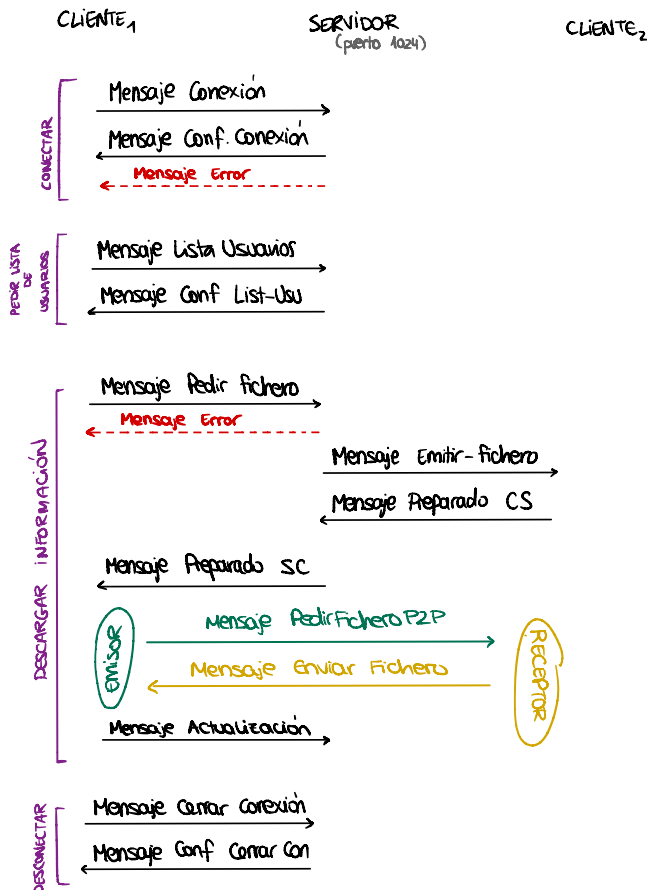 CLIENTE1
SERVIDOR
(puerto 1024)
CLIENTE2
CONECTAR
Mensaje Conexión
Mensaje Conf. Conexión
Mensaje Error
PEDIR LISTA
DE
USUARIOS
Mensaje Lista Usuarios
Mensaje Conf List-Usu
DESCARGAR INFORMACIÓN
Mensaje Pedir fichero
Mensaje Error
Mensaje Emitir-fichero
Mensaje Preparado CS
Mensaje Preparado SC
EMISOR
Mensaje PedirFicheroP2P
Mensaje Enviar Fichero
RECEPTOR
Mensaje Actualización
DESCONECTAR
Mensaje Cerrar Conexión
Mensaje Conf Cerrar Con